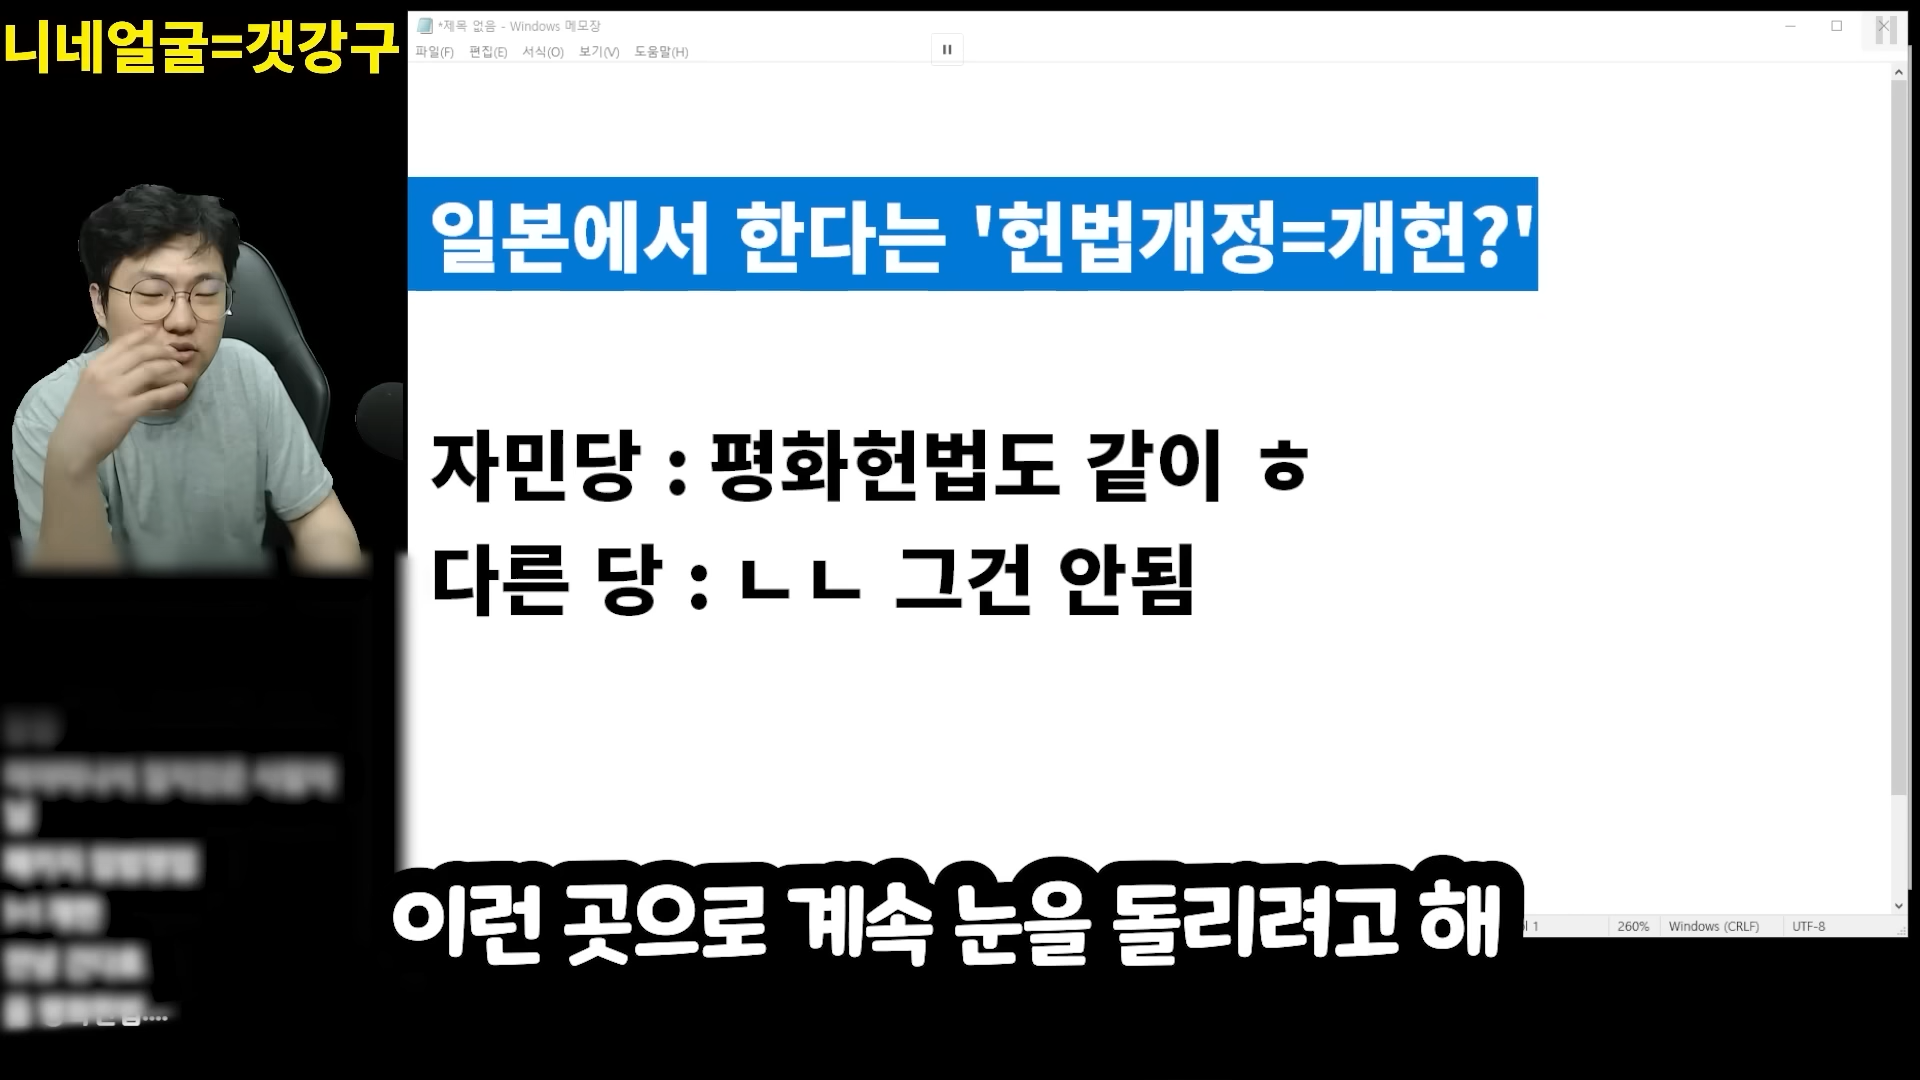 니네얼굴=갯강구
*제목 없음 - Windows 메모장
파일(F) 편집(E) 서식(O) 보기(V) 도움말(H)
일본에서 한다는 '헌법개정=개헌?'
자민당 : 평화헌법도 같이 ㅎ
다른 당 : ㄴㄴ 그건 안됨
이런 곳으로 계속 눈을 돌리려고 해
260% Windows (CRLF) UTF-8